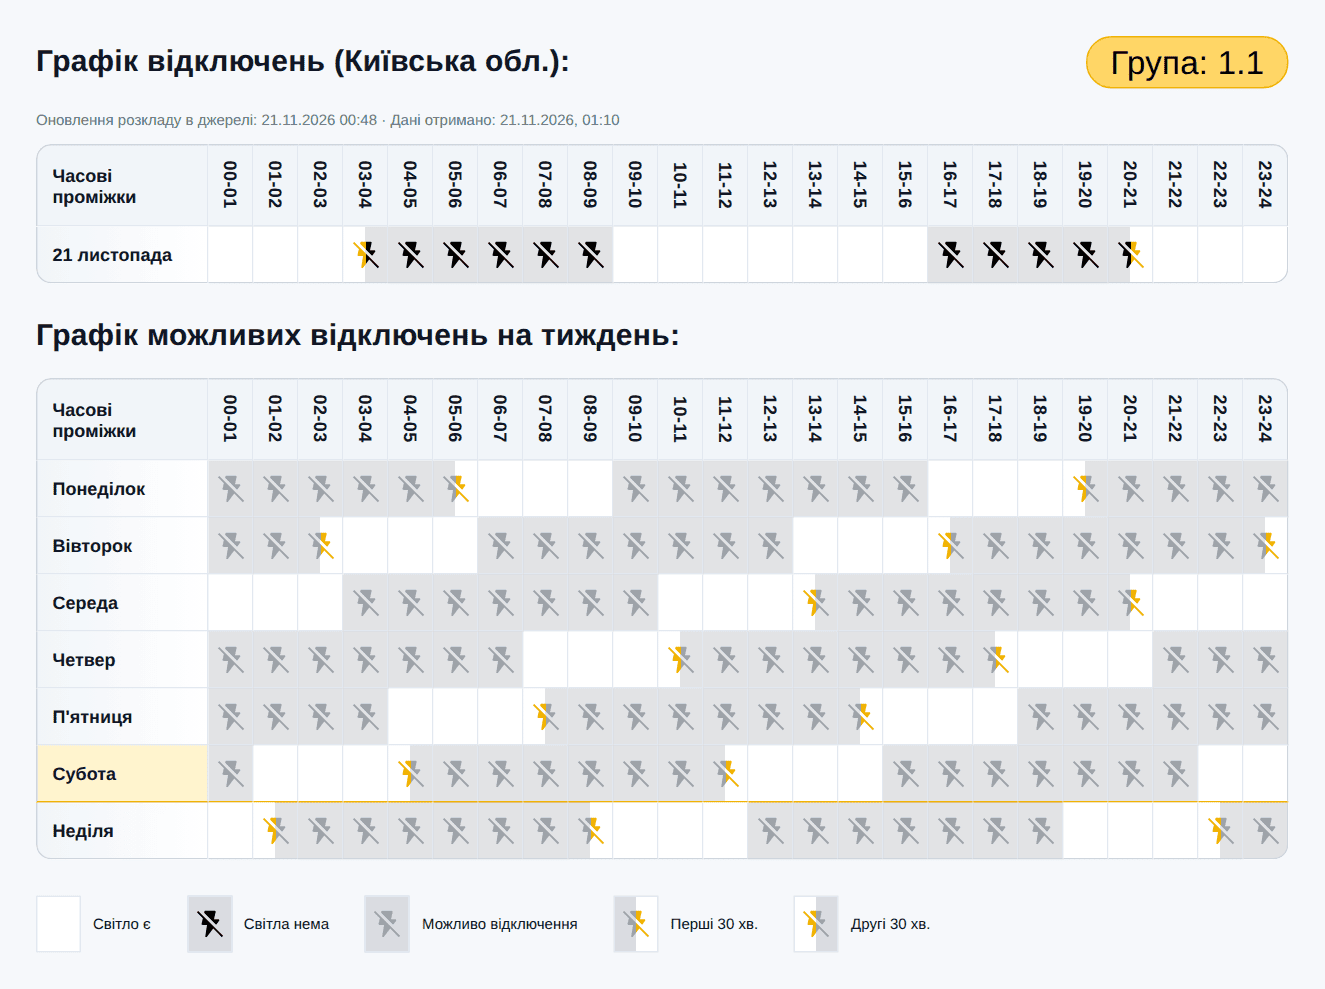 Графік відключень (Київська обл.):
Група: 1.1
Оновлення розкладу в джерелі: 21.11.2026 00:48 · Дані отримано: 21.11.2026, 01:10
Часові
проміжки
00-01 01-02 02-03 03-04 04-05 05-06 06-07 07-08 08-09 09-10 10-11 11-12 12-13 13-14 14-15 15-16 16-17 17-18 18-19 19-20 20-21 21-22 22-23 23-24
21 листопада
Графік можливих відключень на тиждень:
Часові
проміжки
00-01 01-02 02-03 03-04 04-05 05-06 06-07 07-08 08-09 09-10 10-11 11-12 12-13 13-14 14-15 15-16 16-17 17-18 18-19 19-20 20-21 21-22 22-23 23-24
Понеділок
Вівторок
Середа
Четвер
П'ятниця
Субота
Неділя
Світло є
Світла нема
Можливо відключення
Перші 30 хв.
Другі 30 хв.